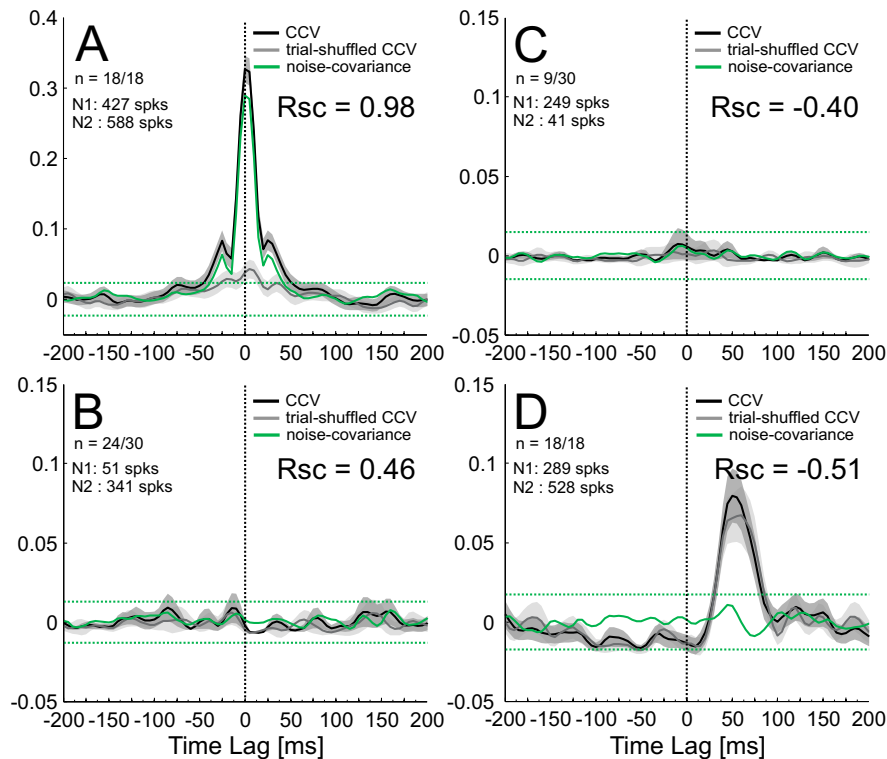 A
CCV
trial-shuffled CCV
noise-covariance
n = 18/18
N1: 427 spks
N2 : 588 spks
Rsc = 0.98
0.4
0.3
0.2
0.1
0
-200 -150 -100 -50 0 50 100 150 200
C
CCV
trial-shuffled CCV
noise-covariance
n = 9/30
N1: 249 spks
N2 : 41 spks
Rsc = -0.40
0.15
0.1
0.05
0
-0.05
-200 -150 -100 -50 0 50 100 150 200
B
CCV
trial-shuffled CCV
noise-covariance
n = 24/30
N1: 51 spks
N2 : 341 spks
Rsc = 0.46
0.15
0.1
0.05
0
-0.05
-200 -150 -100 -50 0 50 100 150 200
Time Lag [ms]
D
CCV
trial-shuffled CCV
noise-covariance
n = 18/18
N1: 289 spks
N2 : 528 spks
Rsc = -0.51
0.15
0.1
0.05
0
-0.05
-200 -150 -100 -50 0 50 100 150 200
Time Lag [ms]